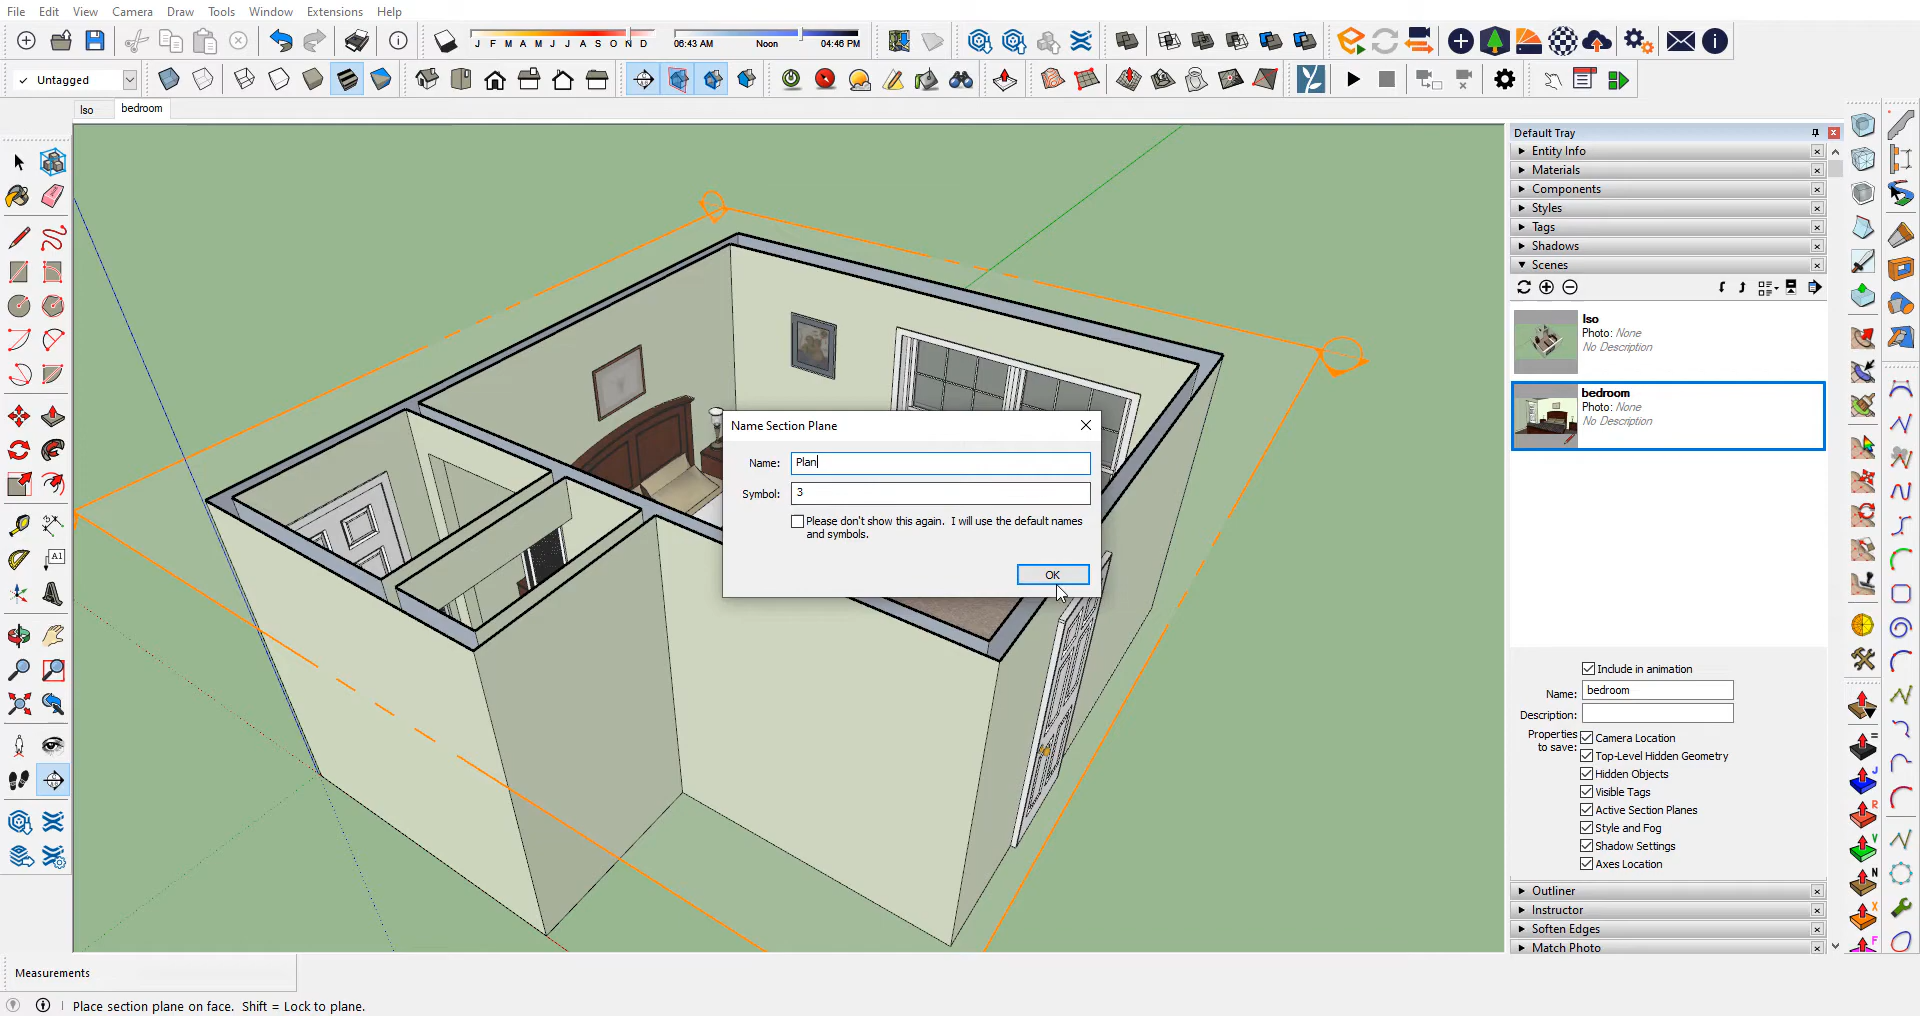 File Edit View Camera Draw Tools Window Extensions Help
J F M A M J J A S O N D 06:43 AM Noon 04:46 PM
✓ Untagged
Iso bedroom
Default Tray
Entity Info
Materials
Components
Styles
Tags
Shadows
Scenes
Iso
Photo: None
No Description
bedroom
Photo: None
No Description
Name Section Plane
Name: Plan
Symbol: 3
Please don't show this again. I will use the default names
and symbols.
OK
A1
Include in animation
Name: bedroom
Description:
Properties
to save:
Camera Location
Top-Level Hidden Geometry
Hidden Objects
Visible Tags
Active Section Planes
Style and Fog
Shadow Settings
Axes Location
Outliner
Instructor
Soften Edges
Match Photo
J
R
V
N
X
F
Measurements
Place section plane on face. Shift = Lock to plane.